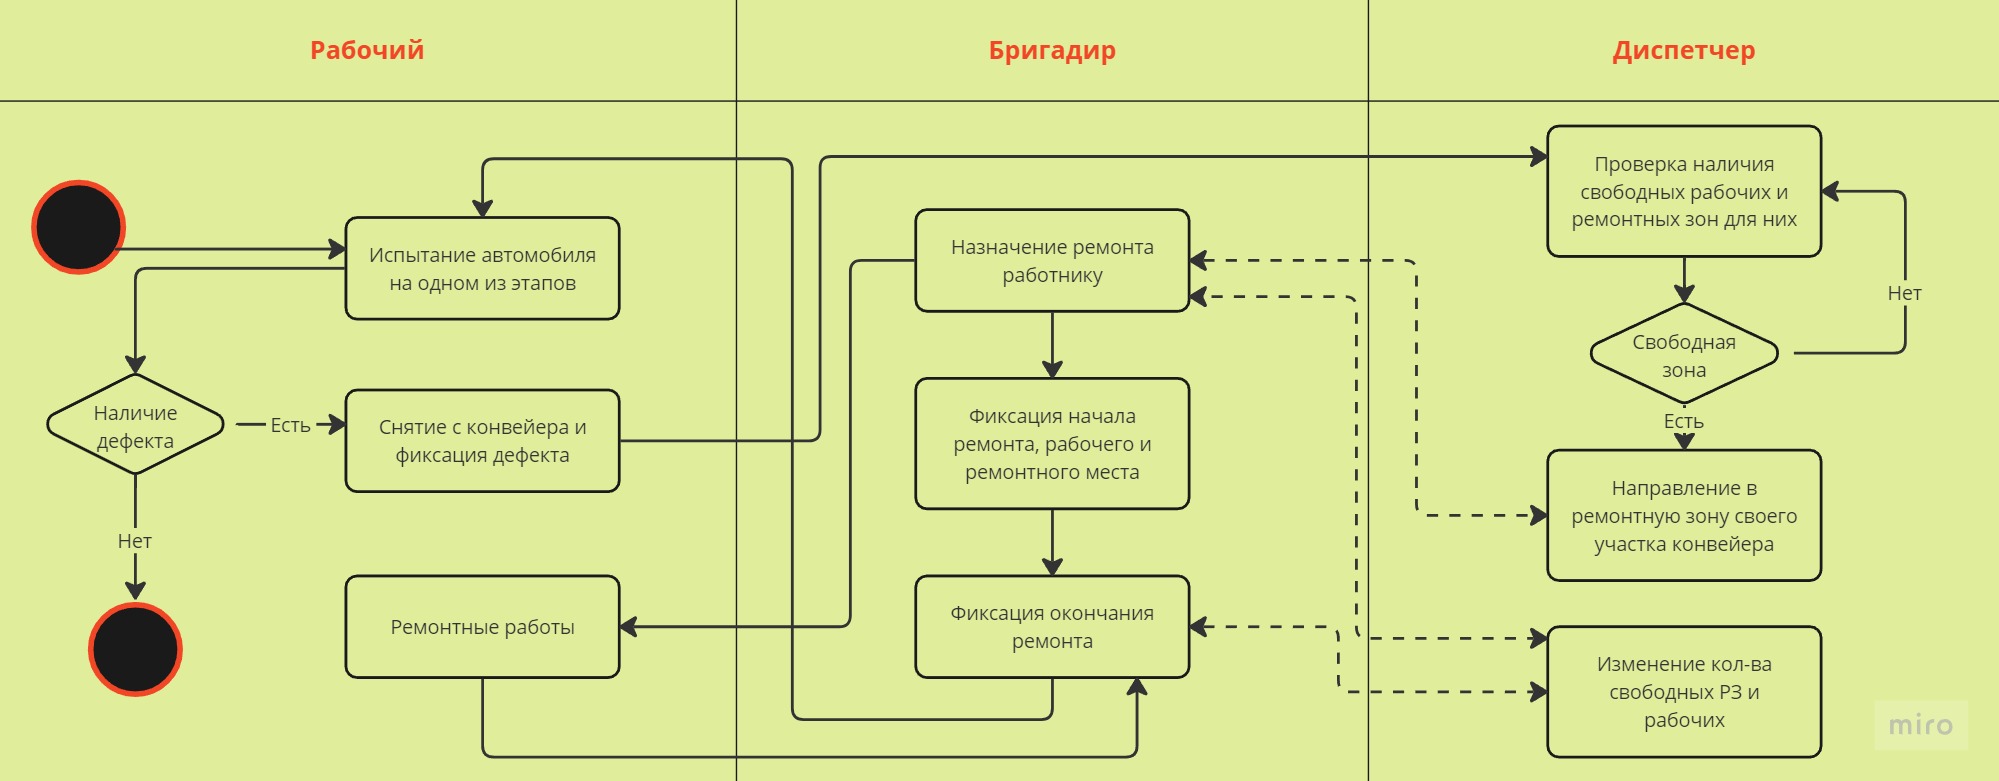 Рабочий
Бригадир
Диспетчер
Испытание автомобиля
на одном из этапов
Наличие
дефекта
Есть
Снятие с конвейера и
фиксация дефекта
Нет
Ремонтные работы
Назначение ремонта
работнику
Фиксация начала
ремонта, рабочего и
ремонтного места
Фиксация окончания
ремонта
Проверка наличия
свободных рабочих и
ремонтных зон для них
Нет
Свободная
зона
Есть
Направление в
ремонтную зону своего
участка конвейера
Изменение кол-ва
свободных РЗ и
рабочих
miro